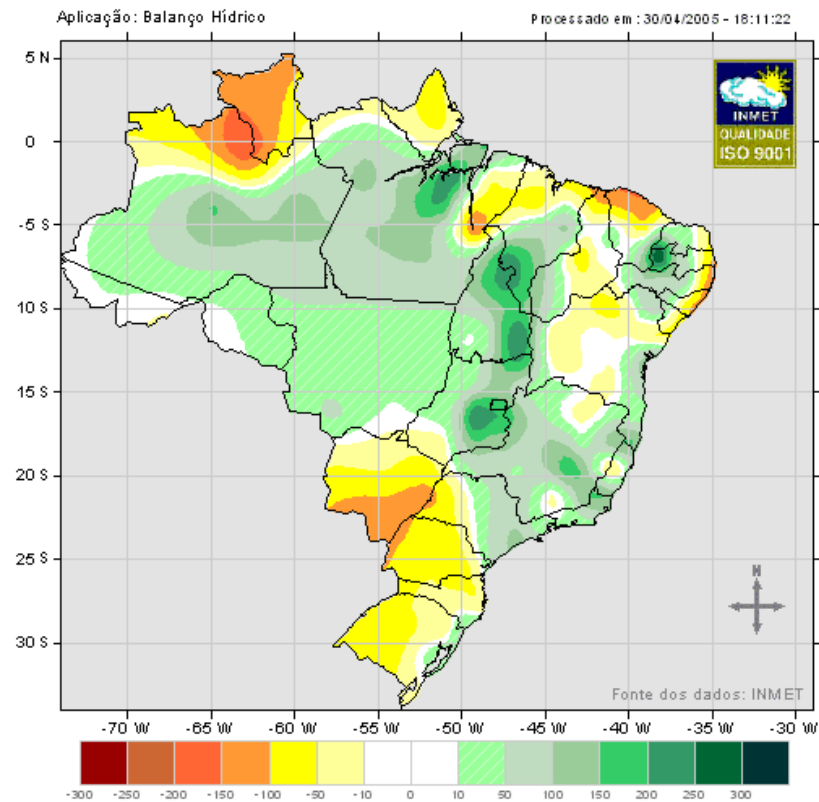 Aplicação: Balanço Hídrico
Processado em : 30/04/2005 - 18:11:22
5 N
0
-5 S
10 S
15 S
20 S
25 S
30 S
INMET
QUALIDADE
ISO 9001
N
Fonte dos dados: INMET
-70 W -65 W -60 W -55 W -50 W -45 W -40 W -35 W -30 W
-300 -250 -200 -150 -100 -50 -10 0 10 50 100 150 200 250 300